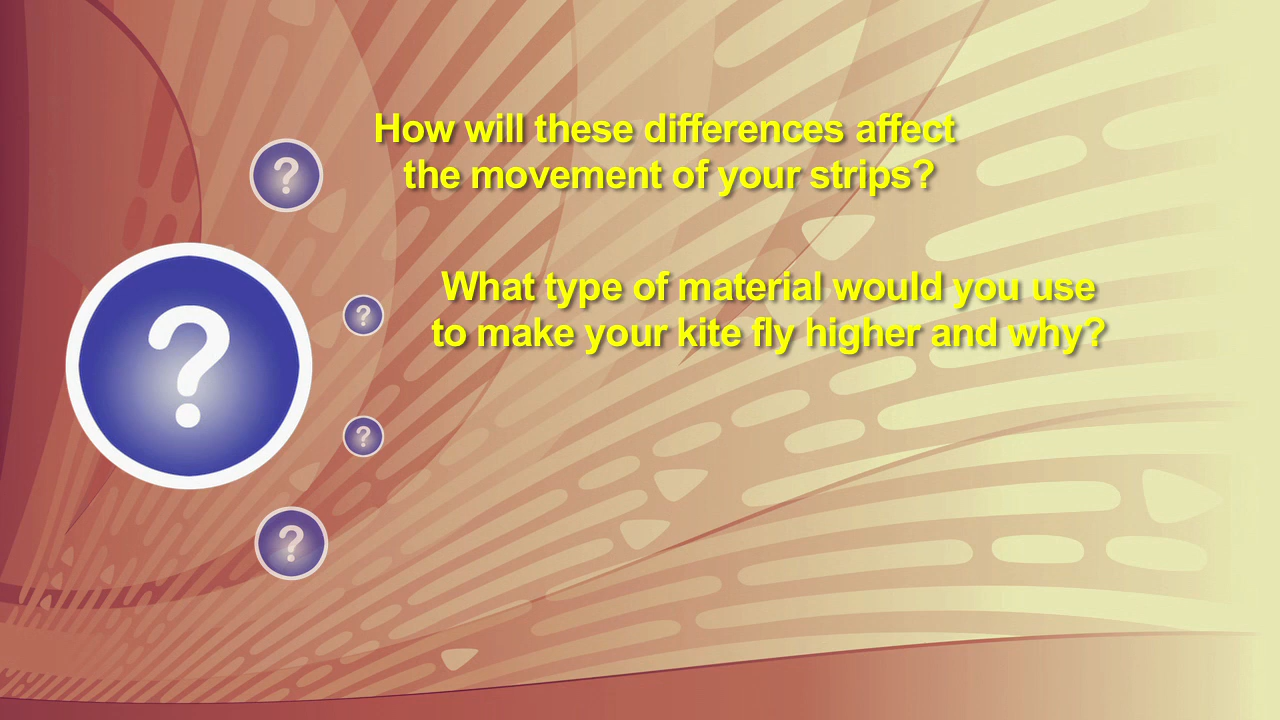 How will these differences affect
the movement of your strips?
What type of material would you use
to make your kite fly higher and why?
?
?
?
?
?